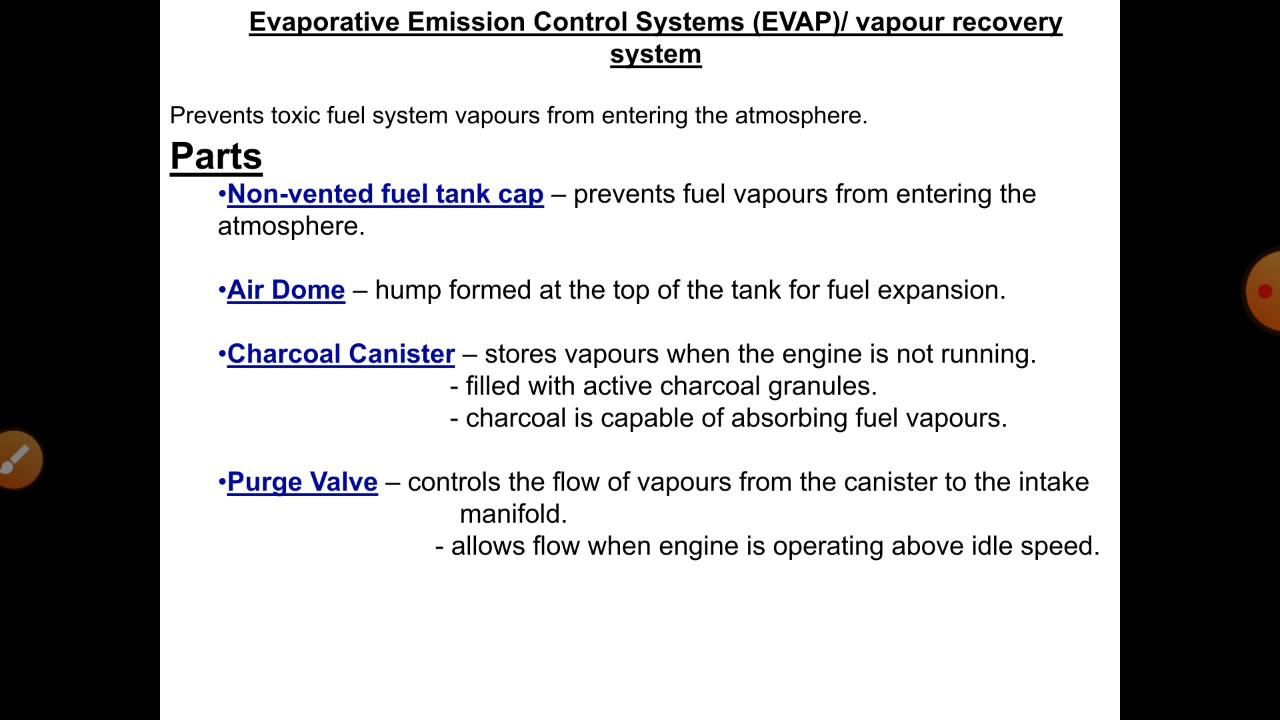 Evaporative Emission Control Systems (EVAP)/ vapour recovery
system
Prevents toxic fuel system vapours from entering the atmosphere.
Parts
•Non-vented fuel tank cap – prevents fuel vapours from entering the
atmosphere.
•Air Dome – hump formed at the top of the tank for fuel expansion.
•Charcoal Canister – stores vapours when the engine is not running.
- filled with active charcoal granules.
- charcoal is capable of absorbing fuel vapours.
•Purge Valve – controls the flow of vapours from the canister to the intake
manifold.
- allows flow when engine is operating above idle speed.